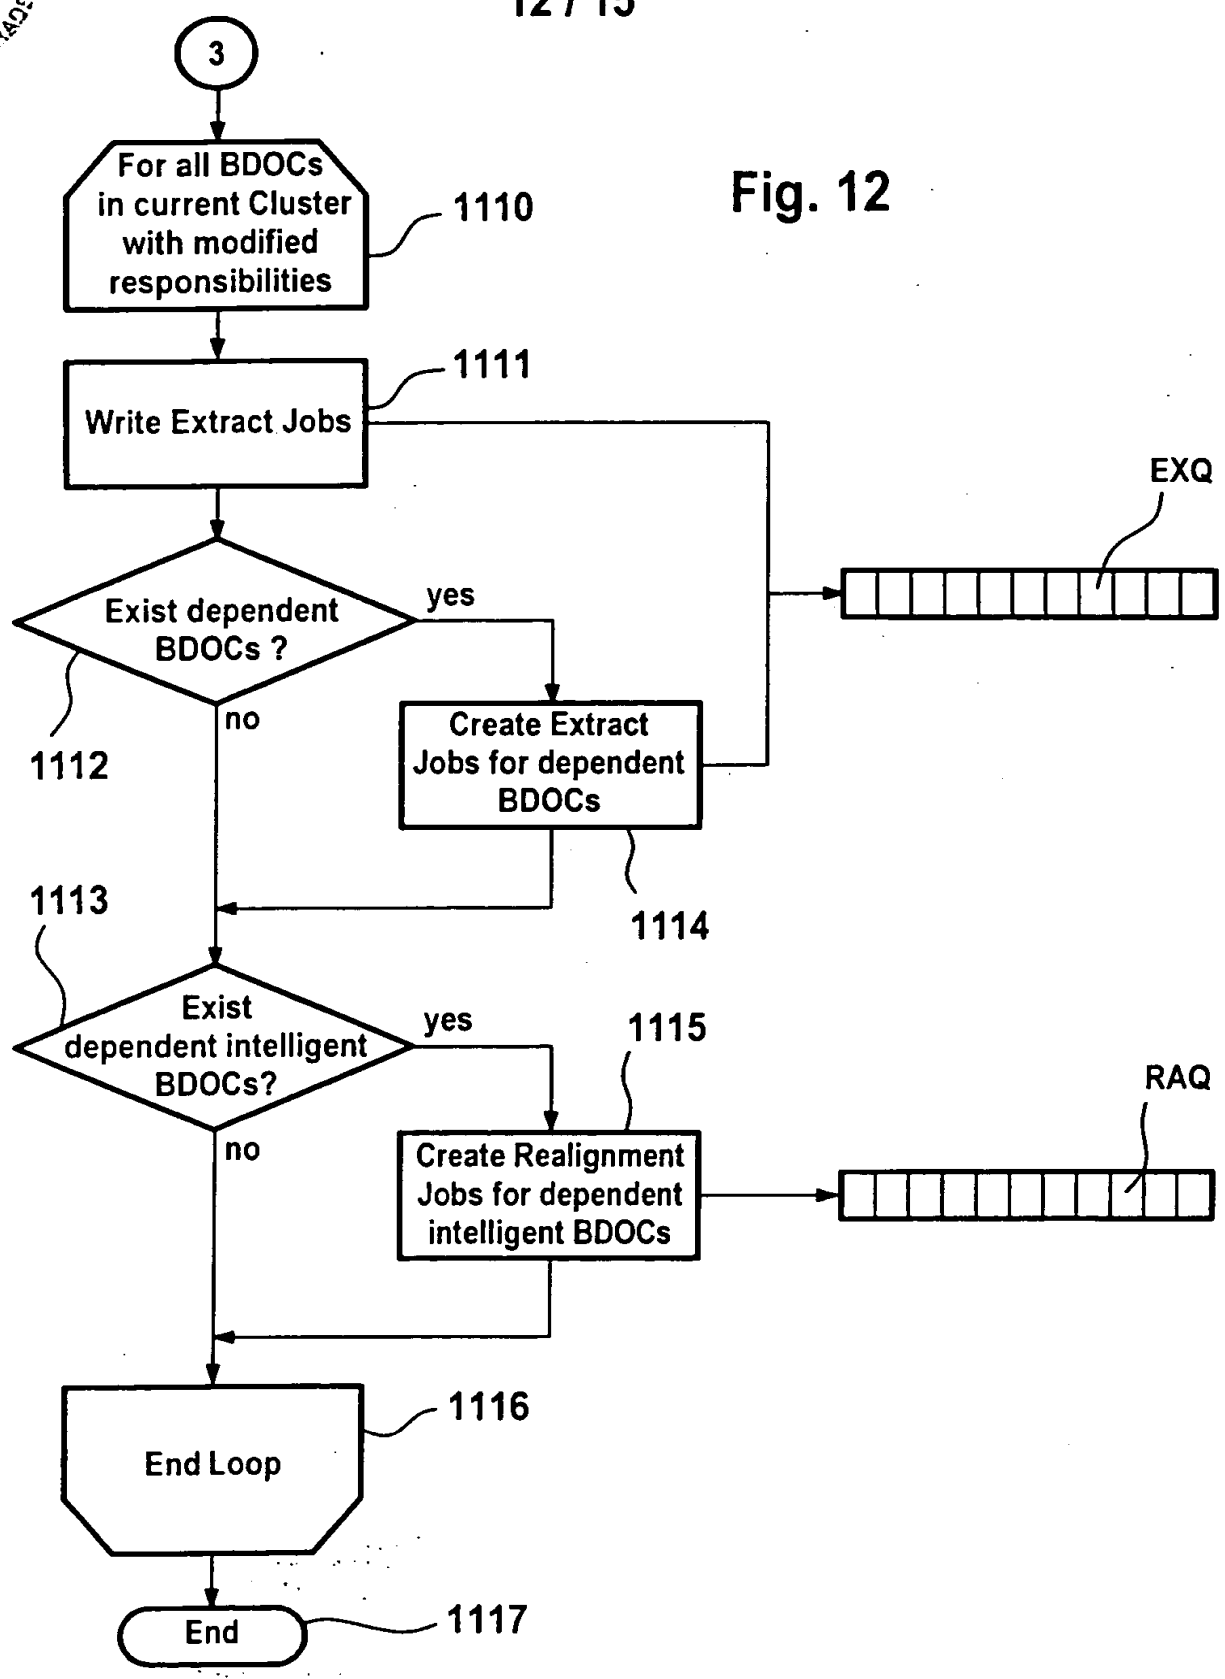 12 / 15
3
For all BDOCs
in current Cluster
with modified
responsibilities
1110
Fig. 12
1111
Write Extract Jobs
EXQ
Exist dependent
BDOCs ?
yes
no
1112
Create Extract
Jobs for dependent
BDOCs
1114
1113
Exist
dependent intelligent
BDOCs?
yes
no
1115
Create Realignment
Jobs for dependent
intelligent BDOCs
RAQ
1116
End Loop
End
1117